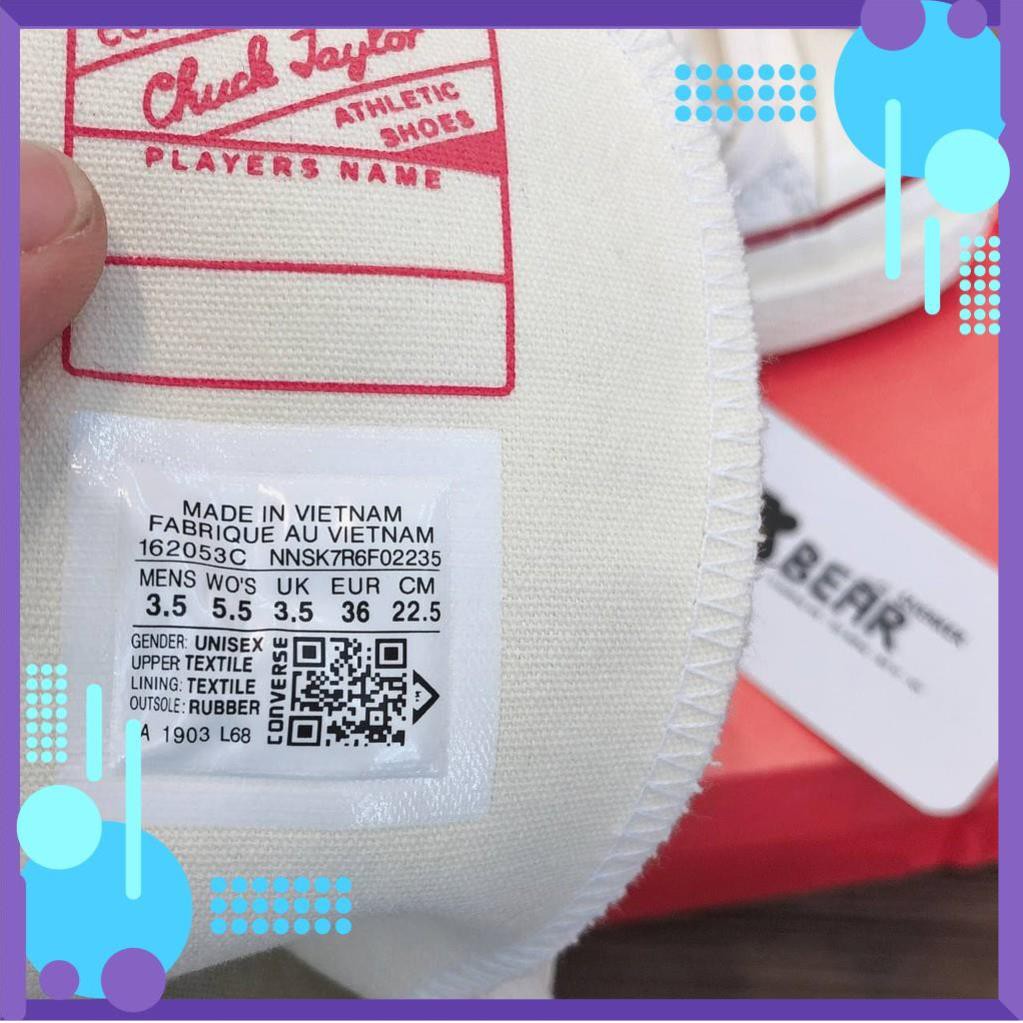 Chuck Taylor
ATHLETIC
SHOES
PLAYERS NAME
MADE IN VIETNAM
FABRIQUE AU VIETNAM
162053C NNSK7R6F02235
MENS WO'S UK EUR CM
3.5 5.5 3.5 36 22.5
GENDER: UNISEX
UPPER TEXTILE
LINING: TEXTILE
OUTSOLE: RUBBER
A 1903 L68
CONVERSE
BEAR